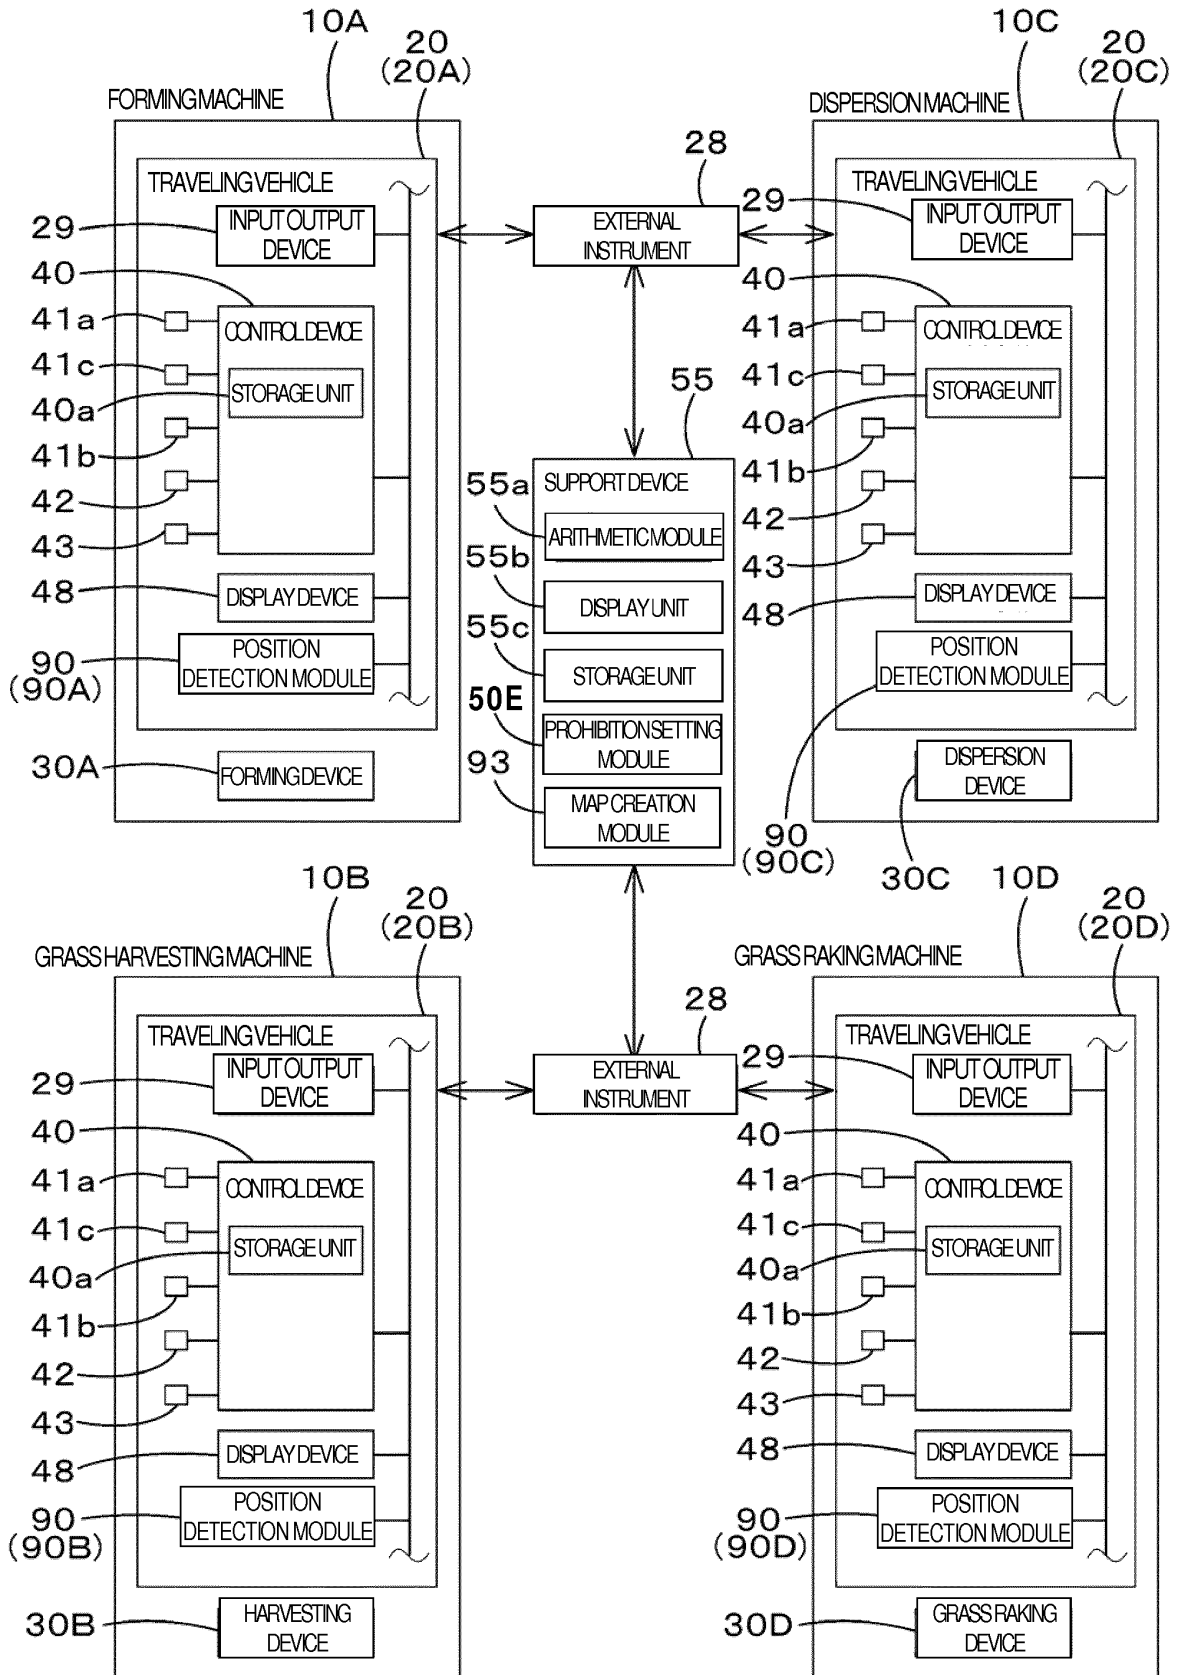 10A
20
(20A)
FORMING MACHINE
TRAVELING VEHICLE
29
INPUT OUTPUT
DEVICE
40
41a
CONTROL DEVICE
41c
40a
STORAGE UNIT
41b
42
43
48
DISPLAY DEVICE
90
(90A)
POSITION
DETECTION MODULE
30A
FORMING DEVICE
28
EXTERNAL
INSTRUMENT
55
SUPPORT DEVICE
55a
ARITHMETIC MODULE
55b
DISPLAY UNIT
55c
STORAGE UNIT
50E
PROHIBITION SETTING
MODULE
93
MAP CREATION
MODULE
10C
20
(20C)
DISPERSION MACHINE
TRAVELING VEHICLE
29
INPUT OUTPUT
DEVICE
40
41a
CONTROL DEVICE
41c
40a
STORAGE UNIT
41b
42
43
48
DISPLAY DEVICE
POSITION
DETECTION MODULE
90
(90C)
DISPERSION
DEVICE
30C
10B
20
(20B)
GRASS HARVESTING MACHINE
TRAVELING VEHICLE
29
INPUT OUTPUT
DEVICE
40
41a
CONTROL DEVICE
41c
40a
STORAGE UNIT
41b
42
43
48
DISPLAY DEVICE
90
(90B)
POSITION
DETECTION MODULE
30B
HARVESTING
DEVICE
28
EXTERNAL
INSTRUMENT
10D
20
(20D)
GRASS RAKING MACHINE
TRAVELING VEHICLE
29
INPUT OUTPUT
DEVICE
40
41a
CONTROL DEVICE
41c
40a
STORAGE UNIT
41b
42
43
48
DISPLAY DEVICE
90
(90D)
POSITION
DETECTION MODULE
30D
GRASS RAKING
DEVICE